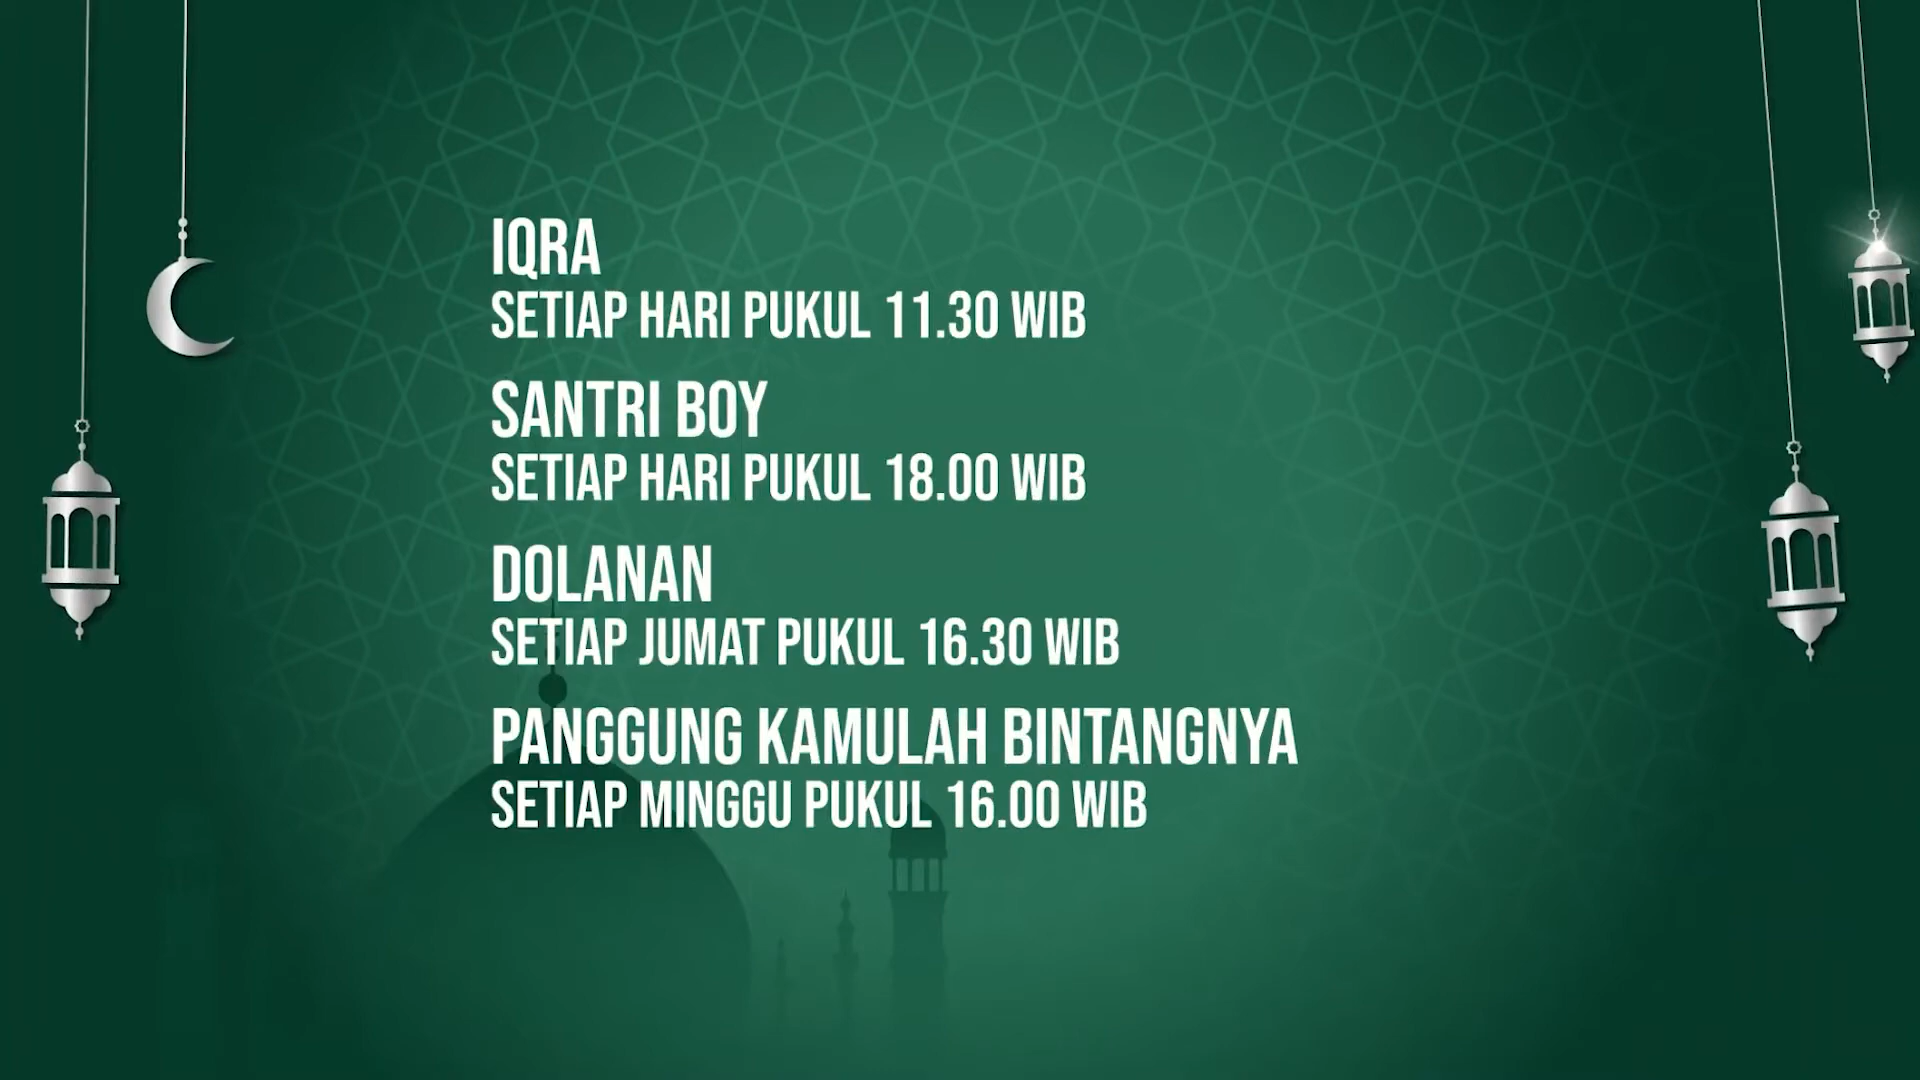 IQRA
SETIAP HARI PUKUL 11.30 WIB
SANTRI BOY
SETIAP HARI PUKUL 18.00 WIB
DOLANAN
SETIAP JUMAT PUKUL 16.30 WIB
PANGGUNG KAMULAH BINTANGNYA
SETIAP MINGGU PUKUL 16.00 WIB